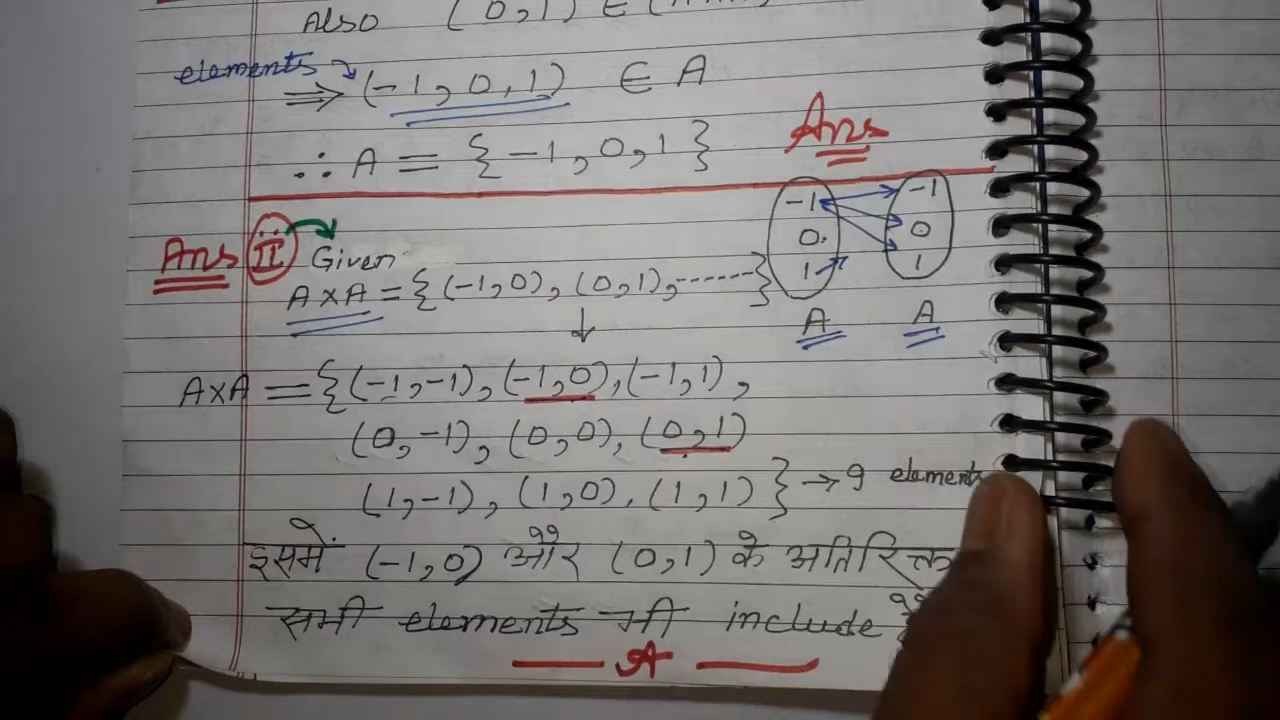 Also (0,1) ∈
elements
⇒ (-1,0,1) ∈ A
∴ A = {-1,0,1}
Ans
-1 -1
0. 0
1 1
A A
Ans II Given
A×A = {(-1,0), (0,1),-------}
↓
A×A = {(-1,-1), (-1,0), (-1,1),
(0,-1), (0,0), (0,1)
(1,-1), (1,0), (1,1)} → 9 elements
इसमें (-1,0) और (0,1) के अतिरिक्त
सभी elements भी include
A